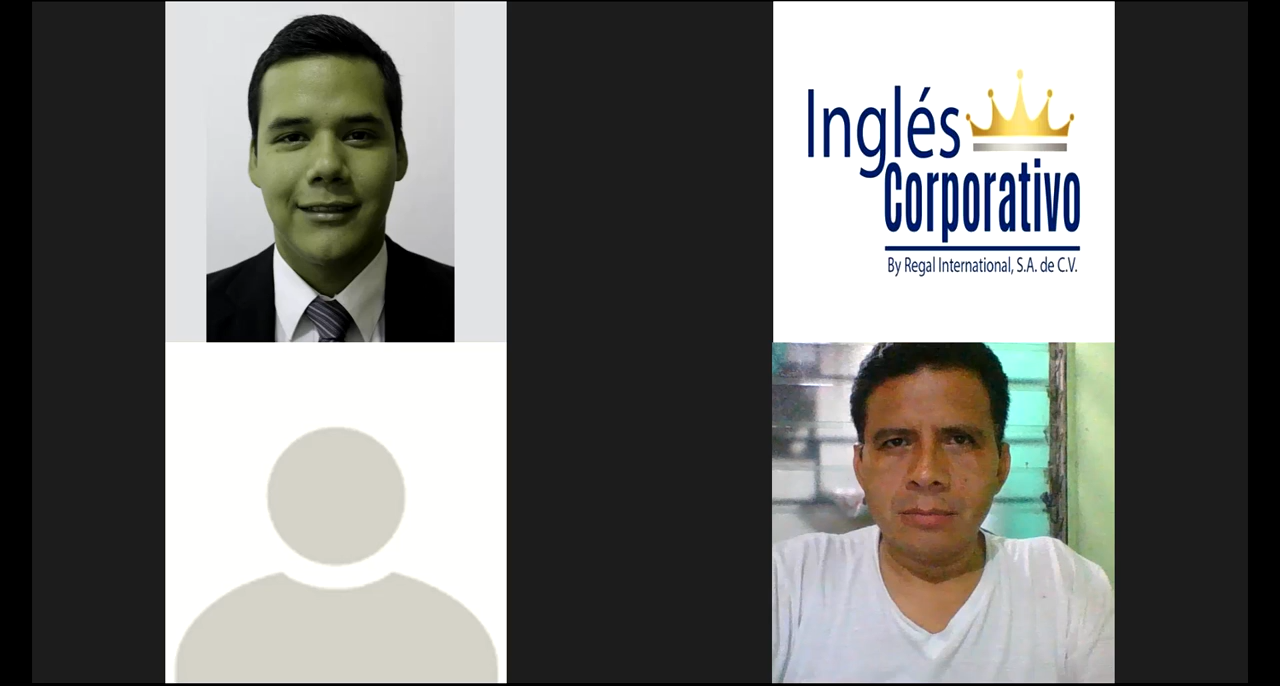 Inglés
Corporativo
By Regal International, S.A. de C.V.